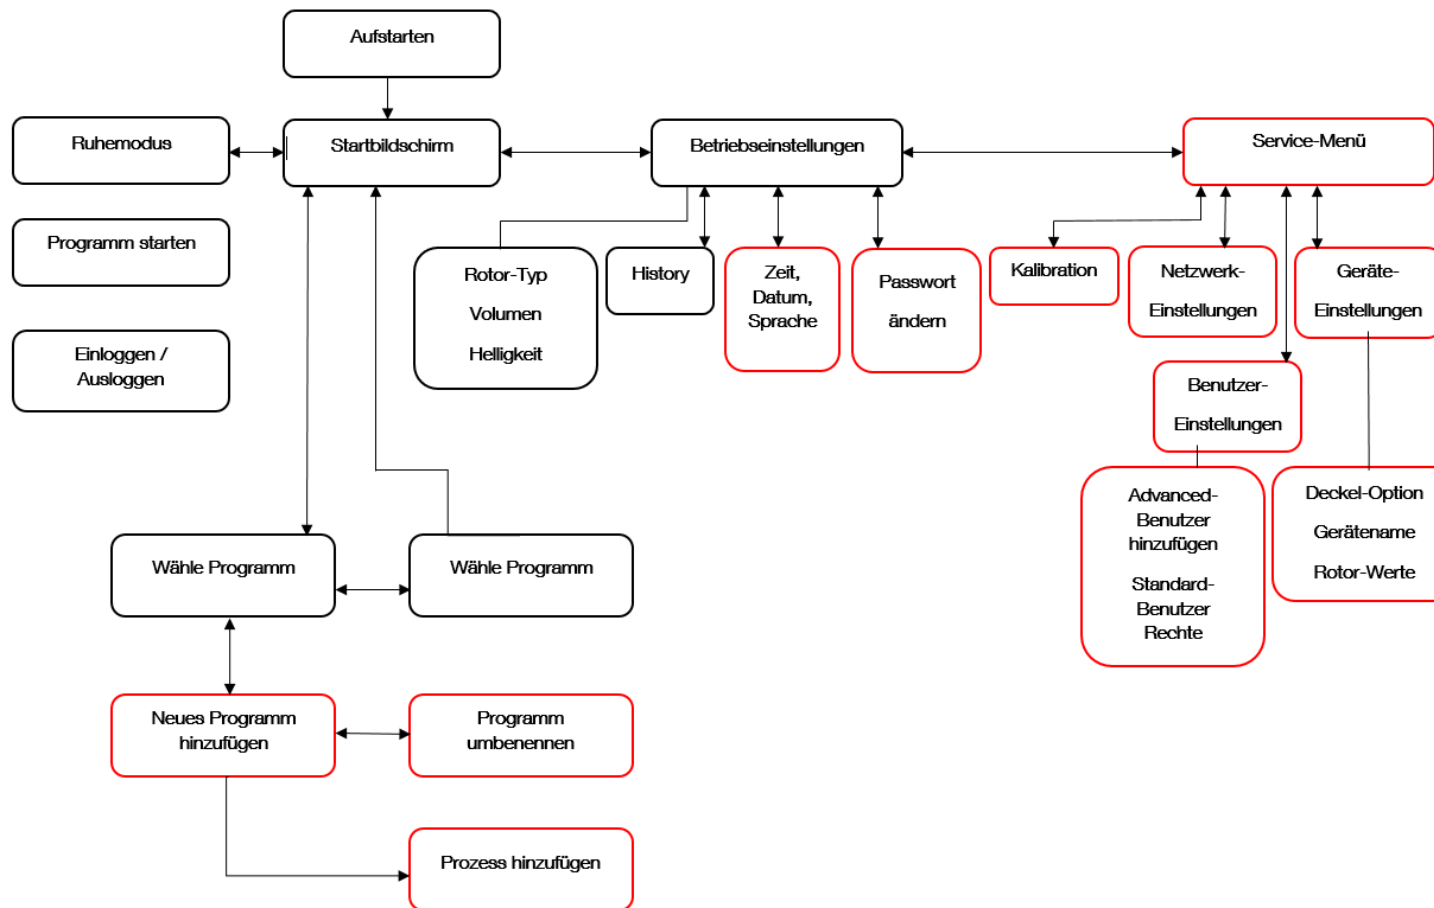 Aufstarten
Ruhemodus
Startbildschirm
Betriebseinstellungen
Service-Menü
Programm starten
Einloggen /
Ausloggen
Rotor-Typ
Volumen
Helligkeit
History
Zeit,
Datum,
Sprache
Passwort
ändern
Kalibration
Netzwerk-
Einstellungen
Geräte-
Einstellungen
Benutzer-
Einstellungen
Advanced-
Benutzer
hinzufügen
Standard-
Benutzer
Rechte
Deckel-Option
Gerätename
Rotor-Werte
Wähle Programm
Wähle Programm
Neues Programm
hinzufügen
Programm
umbenennen
Prozess hinzufügen